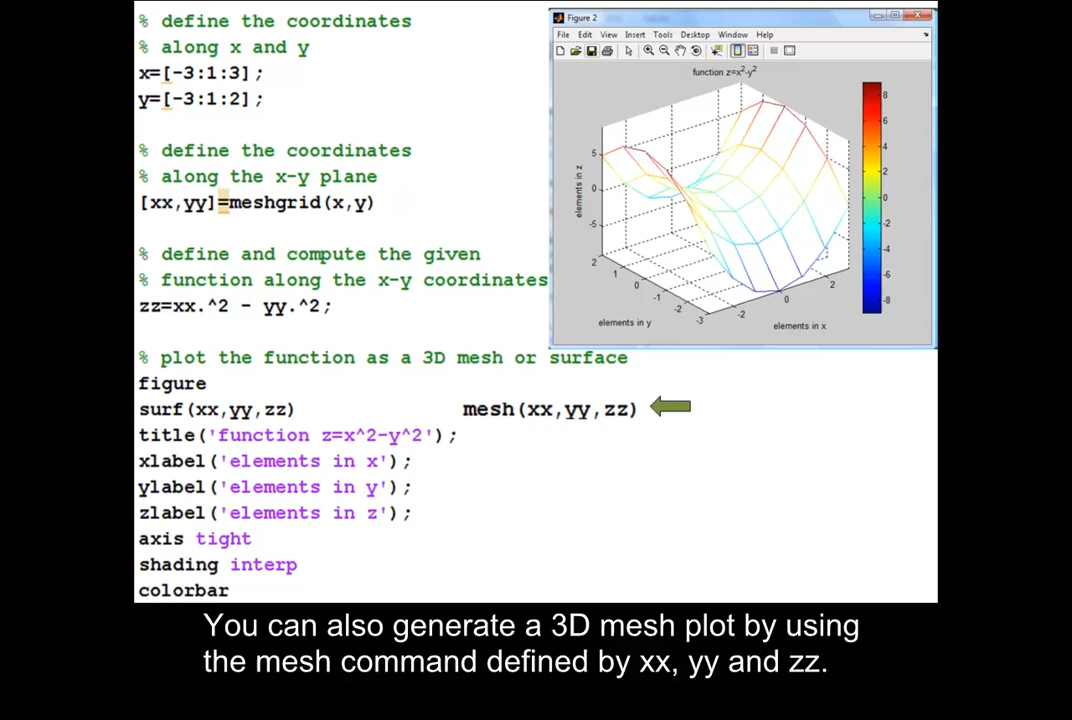 % define the coordinates
% along x and y
x=[-3:1:3];
y=[-3:1:2];
% define the coordinates
% along the x-y plane
[xx,yy]=meshgrid(x,y)
% define and compute the given
% function along the x-y coordinates
zz=xx.^2 - yy.^2;
% plot the function as a 3D mesh or surface
figure
surf(xx,yy,zz) mesh(xx,yy,zz)
title('function z=x^2-y^2');
xlabel('elements in x');
ylabel('elements in y');
zlabel('elements in z');
axis tight
shading interp
colorbar
Figure 2
File Edit View Insert Tools Desktop Window Help
function z=x²-y²
elements in z
5
0
-5
2
1
0
-1
-2
-3
elements in y
-2
0
2
elements in x
8
6
4
2
0
-2
-4
-6
-8
You can also generate a 3D mesh plot by using
the mesh command defined by xx, yy and zz.